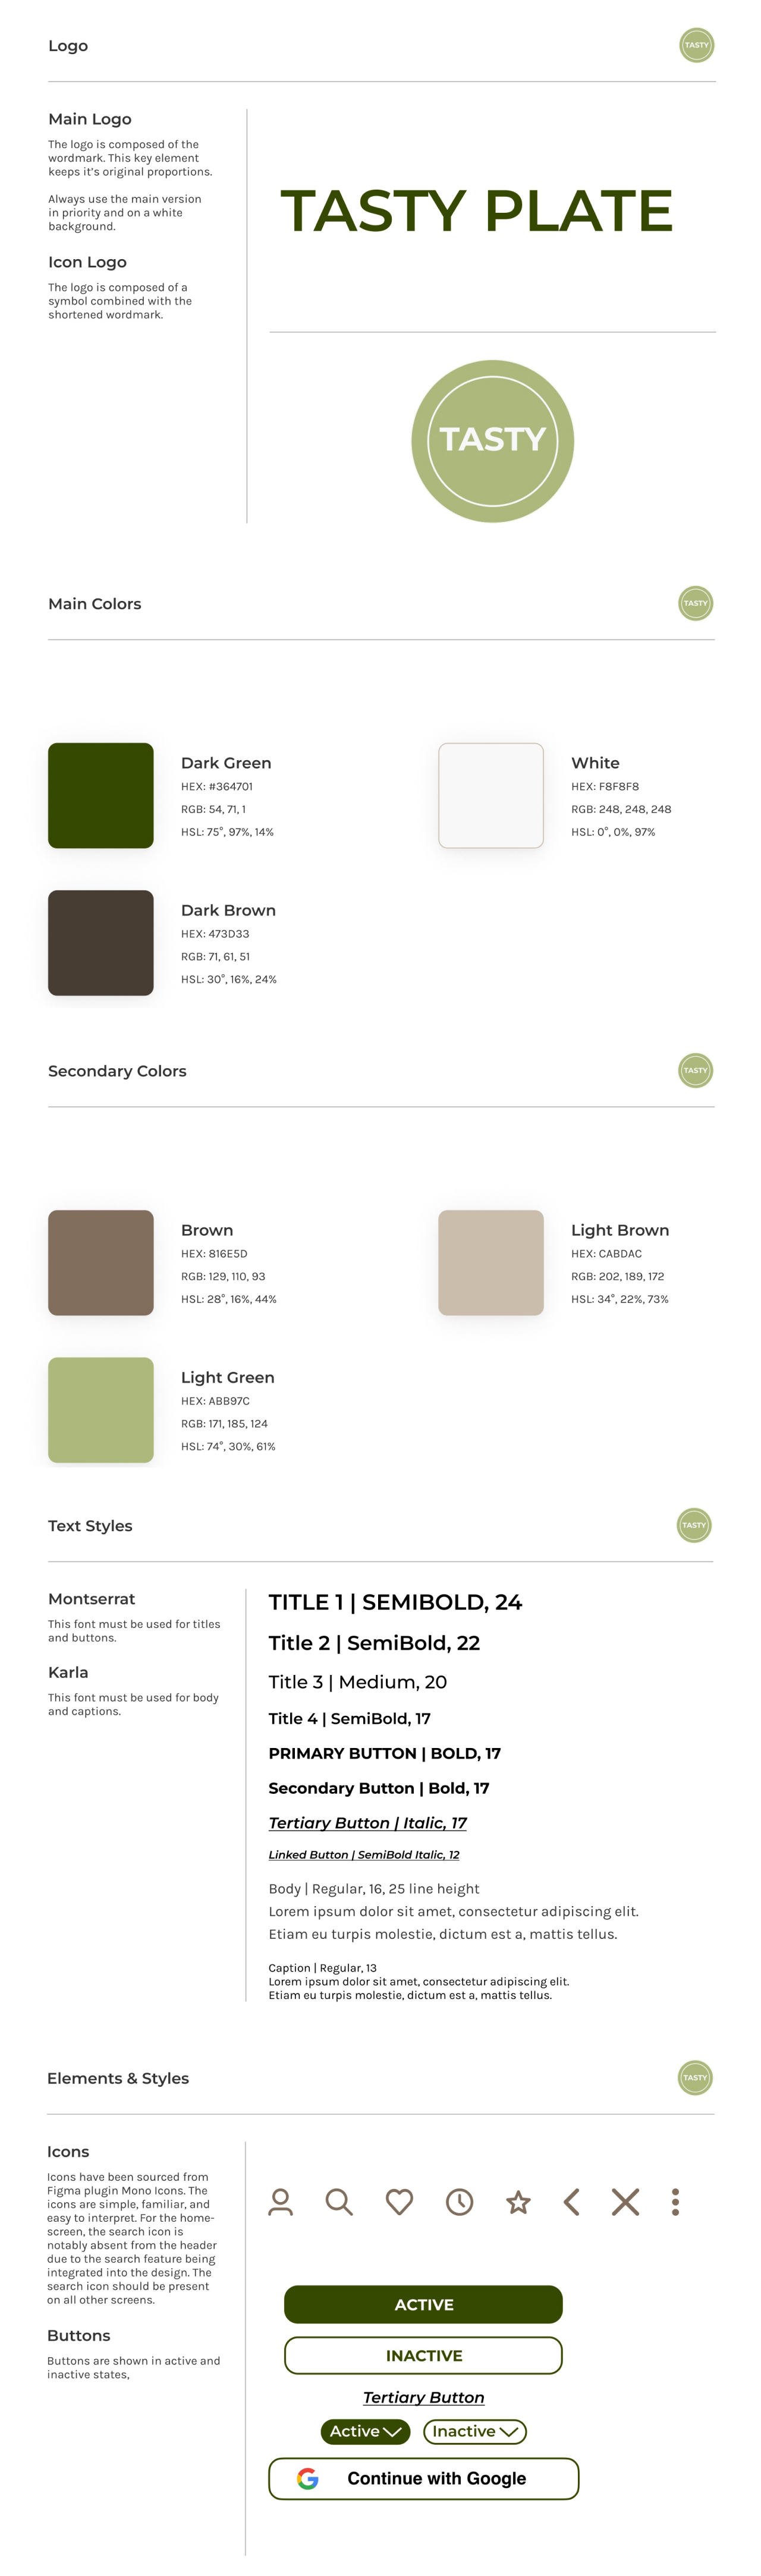 Logo
TASTY
Main Logo
The logo is composed of the
wordmark. This key element
keeps it's original proportions.
Always use the main version
in priority and on a white
background.
Icon Logo
The logo is composed of a
symbol combined with the
shortened wordmark.
TASTY PLATE
TASTY
Main Colors
TASTY
Dark Green
HEX: #364701
RGB: 54, 71, 1
HSL: 75°, 97%, 14%
White
HEX: F8F8F8
RGB: 248, 248, 248
HSL: 0°, 0%, 97%
Dark Brown
HEX: 473D33
RGB: 71, 61, 51
HSL: 30°, 16%, 24%
Secondary Colors
TASTY
Brown
HEX: 816E5D
RGB: 129, 110, 93
HSL: 28°, 16%, 44%
Light Brown
HEX: CABDAC
RGB: 202, 189, 172
HSL: 34°, 22%, 73%
Light Green
HEX: ABB97C
RGB: 171, 185, 124
HSL: 74°, 30%, 61%
Text Styles
TASTY
Montserrat
This font must be used for titles
and buttons.
Karla
This font must be used for body
and captions.
TITLE 1 | SEMIBOLD, 24
Title 2 | SemiBold, 22
Title 3 | Medium, 20
Title 4 | SemiBold, 17
PRIMARY BUTTON | BOLD, 17
Secondary Button | Bold, 17
Tertiary Button | Italic, 17
Linked Button | SemiBold Italic, 12
Body | Regular, 16, 25 line height
Lorem ipsum dolor sit amet, consectetur adipiscing elit.
Etiam eu turpis molestie, dictum est a, mattis tellus.
Caption | Regular, 13
Lorem ipsum dolor sit amet, consectetur adipiscing elit.
Etiam eu turpis molestie, dictum est a, mattis tellus.
Elements & Styles
TASTY
Icons
Icons have been sourced from
Figma plugin Mono Icons. The
icons are simple, familiar, and
easy to interpret. For the home-
screen, the search icon is
notably absent from the header
due to the search feature being
integrated into the design. The
search icon should be present
on all other screens.
Buttons
Buttons are shown in active and
inactive states,
ACTIVE
INACTIVE
Tertiary Button
Active
Inactive
Continue with Google